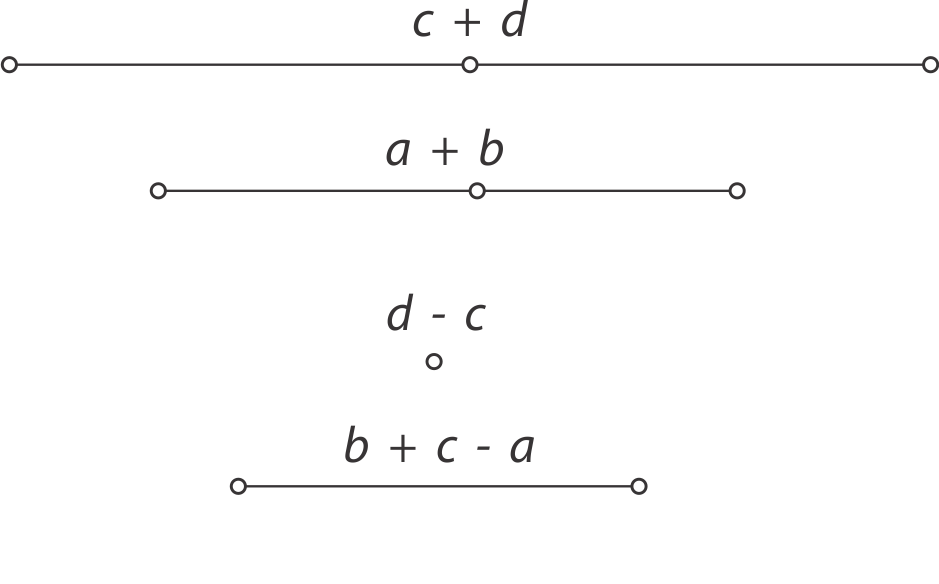 c + d
a + b
d - c
b + c - a